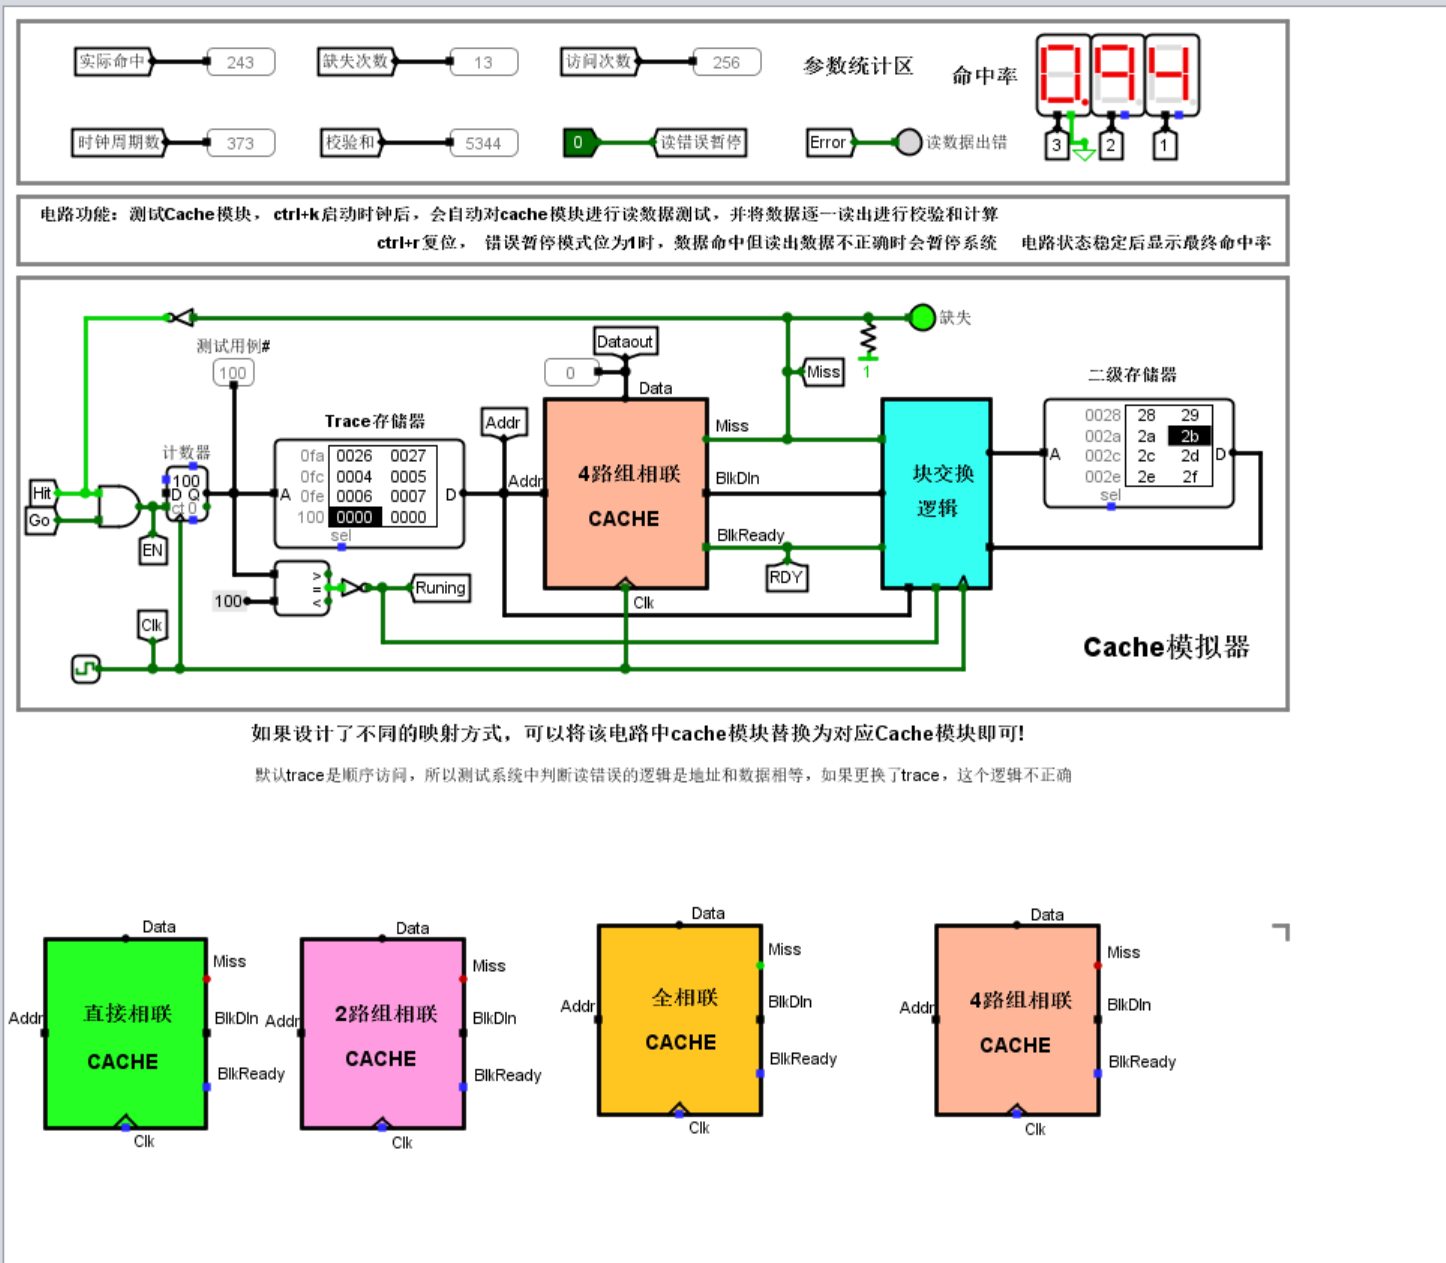 实际命中 243 缺失次数 13 访问次数 256 参数统计区 命中率 0.94
时钟周期数 373 校验和 5344 0 读错误暂停 Error 读数据出错 3 2 1
电路功能：测试Cache模块， ctrl+k启动时钟后，会自动对cache模块进行读数据测试，并将数据逐一读出进行校验和计算
ctrl+r复位， 错误暂停模式位为1时，数据命中但读出数据不正确时会暂停系统 电路状态稳定后显示最终命中率
缺失
测试用例#
100
Dataout
0
Data
Miss
1
二级存储器
Trace存储器
Addr
Miss
0028 28 29
002a 2a 2b
002c 2c 2d
002e 2e 2f
A
D
sel
计数器
100
D Q
ct 0
0fa 0026 0027
0fc 0004 0005
0fe 0006 0007
100 0000 0000
A
D
sel
Addr
4路组相联
CACHE
BlkDIn
BlkReady
块交换
逻辑
Hit
Go
EN
RDY
>
=
<
100
Runing
Clk
Clk
Cache模拟器
如果设计了不同的映射方式，可以将该电路中cache模块替换为对应Cache模块即可!
默认trace是顺序访问，所以测试系统中判断读错误的逻辑是地址和数据相等，如果更换了trace，这个逻辑不正确
Data
Miss
Addr
直接相联
CACHE
BlkDIn
BlkReady
Clk
Data
Miss
Addr
2路组相联
CACHE
BlkDIn
BlkReady
Clk
Data
Miss
Addr
全相联
CACHE
BlkDIn
BlkReady
Clk
Data
Miss
Addr
4路组相联
CACHE
BlkDIn
BlkReady
Clk